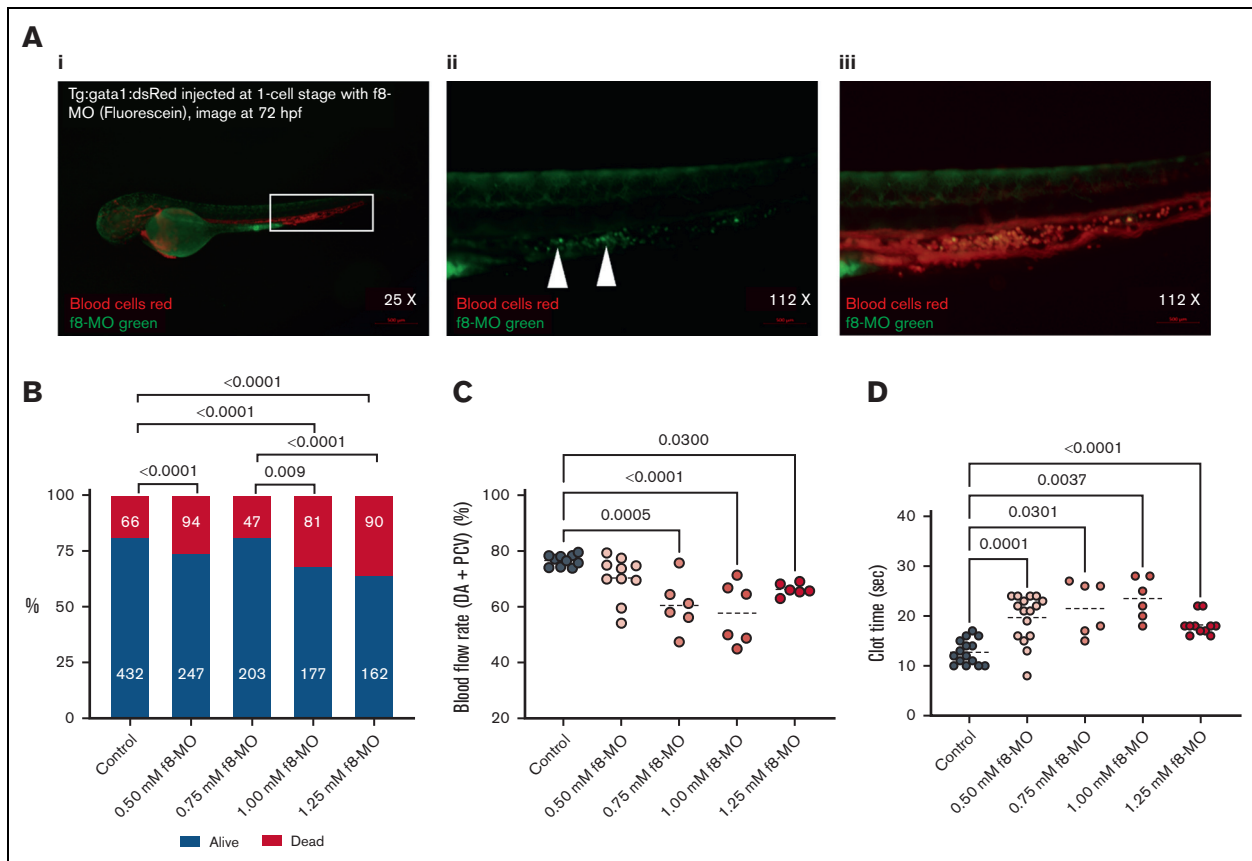 A
i
ii
iii
Tg:gata1:dsRed injected at 1-cell stage with f8-
MO (Fluorescein), image at 72 hpf
Blood cells red
f8-MO green
25 X
Blood cells red
f8-MO green
112 X
Blood cells red
f8-MO green
112 X
B
<0.0001
<0.0001
<0.0001
<0.0001
0.009
100
75
50
25
0
%
66
94
47
81
90
432
247
203
177
162
Control
0.50 mM f8-MO
0.75 mM f8-MO
1.00 mM f8-MO
1.25 mM f8-MO
Alive
Dead
C
0.0300
<0.0001
0.0005
Blood flow rate (DA + PCV) (%)
100
80
60
40
20
Control
0.50 mM f8-MO
0.75 mM f8-MO
1.00 mM f8-MO
1.25 mM f8-MO
D
<0.0001
0.0037
0.0301
0.0001
Clot time (sec)
40
30
20
10
0
Control
0.50 mM f8-MO
0.75 mM f8-MO
1.00 mM f8-MO
1.25 mM f8-MO